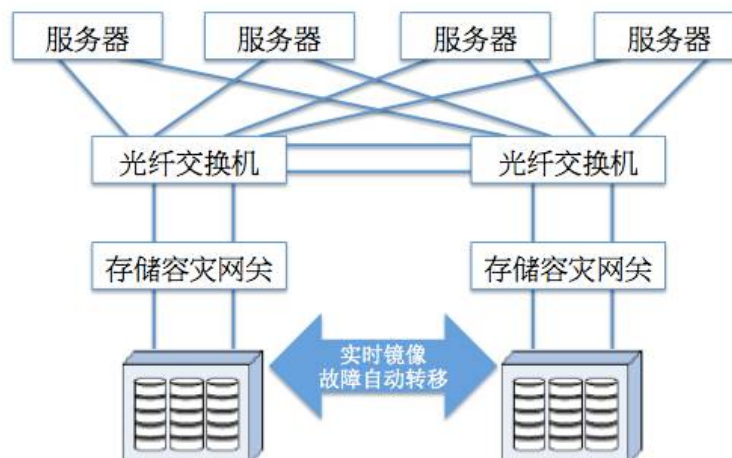 服务器 服务器 服务器 服务器
光纤交换机 光纤交换机
存储容灾网关 存储容灾网关
实时镜像
故障自动转移